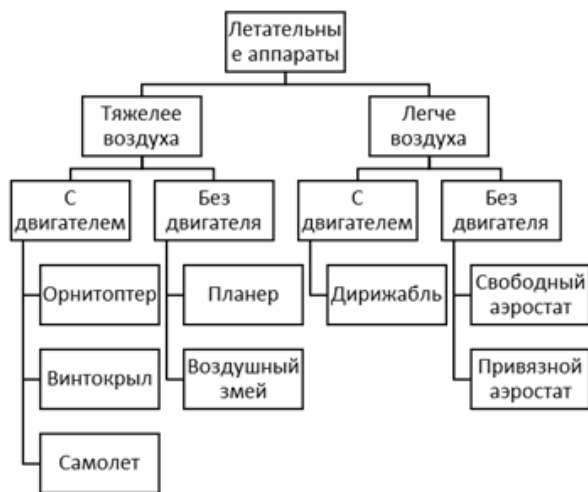 Летательны
е аппараты
Тяжелее
воздуха
Легче
воздуха
С
двигателем
Без
двигателя
С
двигателем
Без
двигателя
Орнитоптер
Планер
Дирижабль
Свободный
аэростат
Винтокрыл
Воздушный
змей
Привязной
аэростат
Самолет